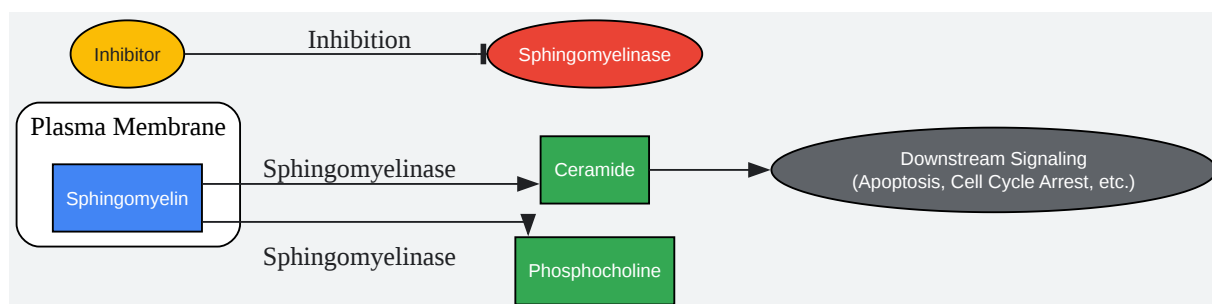 Inhibitor
Inhibition
Sphingomyelinase
Plasma Membrane
Sphingomyelin
Sphingomyelinase
Ceramide
Downstream Signaling
(Apoptosis, Cell Cycle Arrest, etc.)
Sphingomyelinase
Phosphocholine